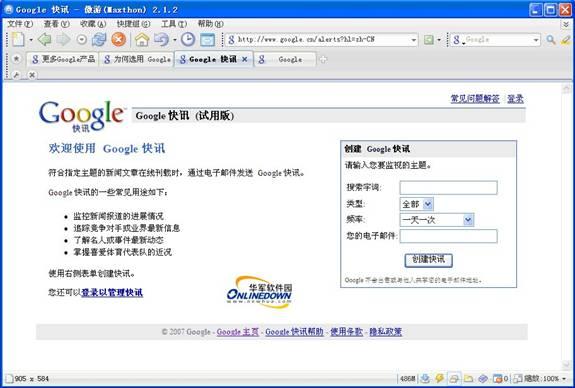 Google 快讯 - 傲游(Maxthon) 2.1.2
文件(F) 查看(V) 收藏(A) 快捷组(G) 工具(T) 帮助(H)
http://www.google.cn/alerts?hl=zh-CN
Google
更多Google产品 为何选用 Google Google 快讯 Google
常见问题解答 登录
Google 快讯
Google 快讯 (试用版)
欢迎使用 Google 快讯
符合指定主题的新闻文章在线刊载时，通过电子邮件发送 Google 快讯。
Google 快讯的一些常见用途如下：
监控新闻报道的进展情况
追踪竞争对手或业界最新信息
了解名人或事件最新动态
掌握喜爱体育代表队的近况
使用右侧表单创建快讯。
您还可以登录以管理快讯
创建 Google 快讯
请输入您要监视的主题。
搜索字词:
类型: 全部
频率: 一天一次
您的电子邮件:
创建快讯
Google 不会出售或与他人共享您的电子邮件地址。
华军软件园
ONLINEDOWN
www.newhua.com
© 2007 Google - Google 主页 - Google 快讯帮助 - 使用条款 - 隐私政策
905 x 584
486M
0
缩放:100%